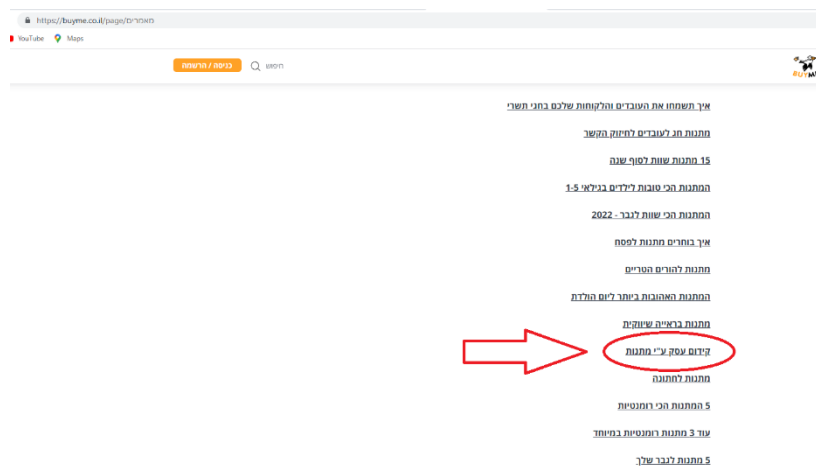 https://buyme.co.il/page/מאמרים
YouTube
Maps
כניסה / הרשמה
חיפוש
BUYME
איך תשמחו את העובדים והלקוחות שלכם בחגי תשרי
מתנות חג לעובדים לחיזוק הקשר
15 מתנות שוות לסוף שנה
המתנות הכי טובות לילדים בגילאי 1-5
המתנות הכי שוות לגבר - 2022
איך בוחרים מתנות לפסח
מתנות להורים הטריים
המתנות האהובות ביותר ליום הולדת
מתנות בראייה שיווקית
קידום עסק ע"י מתנות
מתנות לחתונה
5 המתנות הכי רומנטיות
עוד 3 מתנות רומנטיות במיוחד
5 מתנות לגבר שלך